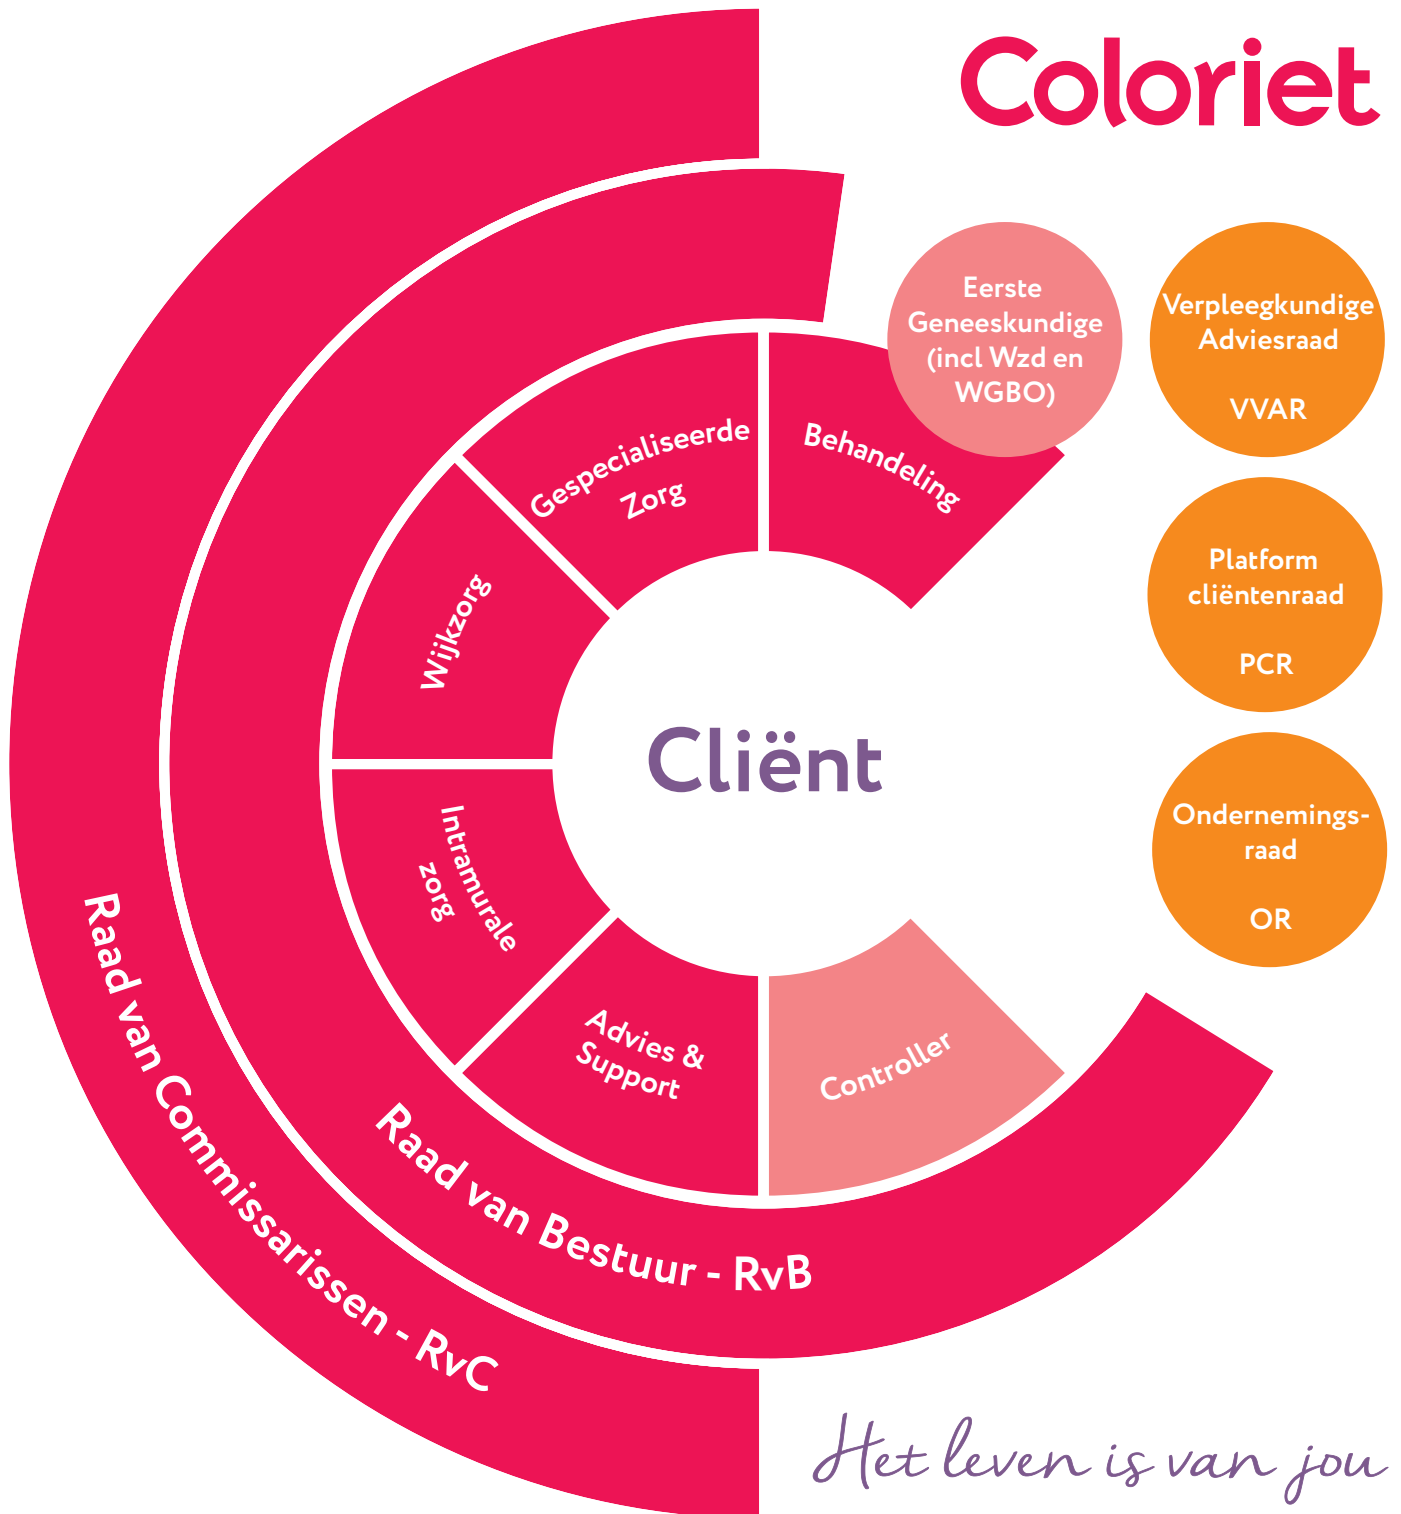 Coloriet
Eerste
Geneeskundige
(incl Wzd en
WGBO)
Verpleegkundige
Adviesraad
VVAR
Gespecialiseerde
Zorg
Behandeling
Platform
cliëntenraad
PCR
Wijkzorg
Cliënt
Ondernemings-
raad
OR
Intramurale
zorg
Advies &
Support
Controller
Raad van Bestuur - RvB
Raad van Commissarissen - RvC
Het leven is van jou